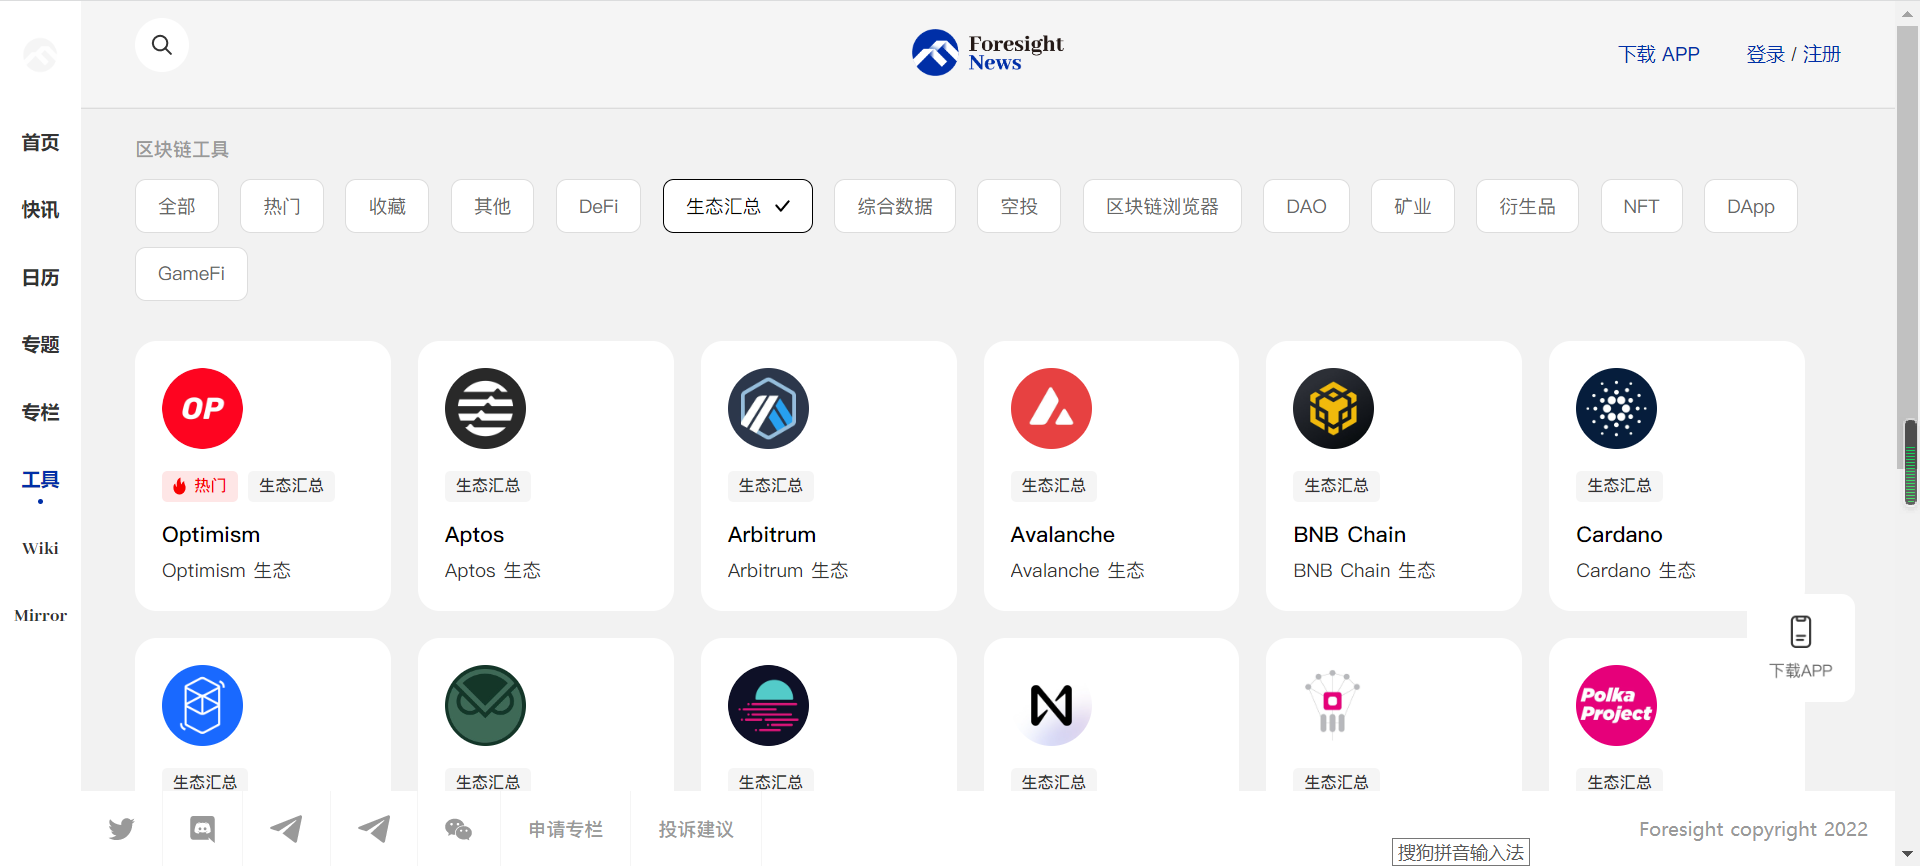 Foresight
News
下载 APP
登录 / 注册
首页
快讯
日历
专题
专栏
工具
Wiki
Mirror
区块链工具
全部
热门
收藏
其他
DeFi
生态汇总
综合数据
空投
区块链浏览器
DAO
矿业
衍生品
NFT
DApp
GameFi
OP
热门 生态汇总
Optimism
Optimism 生态
生态汇总
Aptos
Aptos 生态
生态汇总
Arbitrum
Arbitrum 生态
生态汇总
Avalanche
Avalanche 生态
生态汇总
BNB Chain
BNB Chain 生态
生态汇总
Cardano
Cardano 生态
下载APP
生态汇总
生态汇总
生态汇总
生态汇总
生态汇总
Polka
Project
生态汇总
申请专栏
投诉建议
搜狗拼音输入法
Foresight copyright 2022